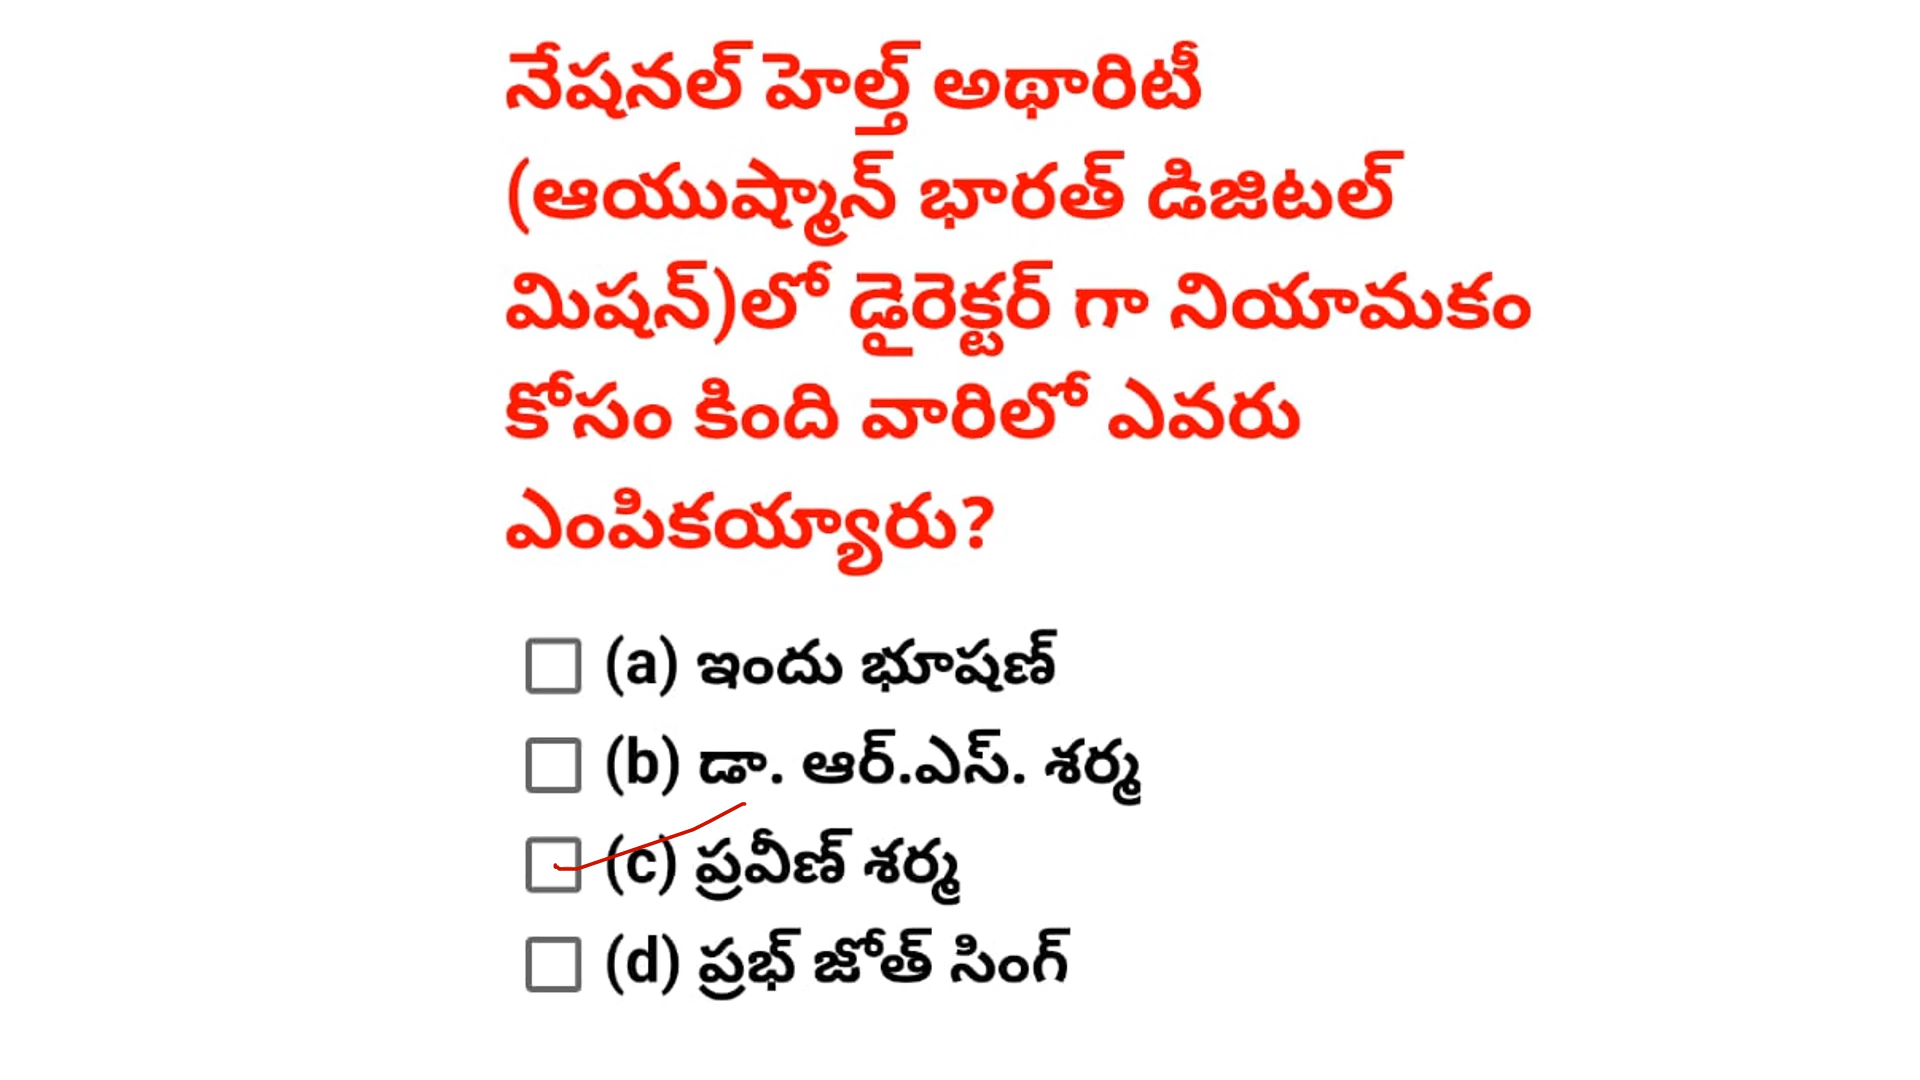 నేషనల్ హెల్త్ అథారిటీ
(ఆయుష్మాన్ భారత్ డిజిటల్
మిషన్)లో డైరెక్టర్ గా నియామకం
కోసం కింది వారిలో ఎవరు
ఎంపికయ్యారు?
(a) ఇందు భూషణ్
(b) డా. ఆర్.ఎస్. శర్మ
(c) ప్రవీణ్ శర్మ
(d) ప్రభ్ జోత్ సింగ్